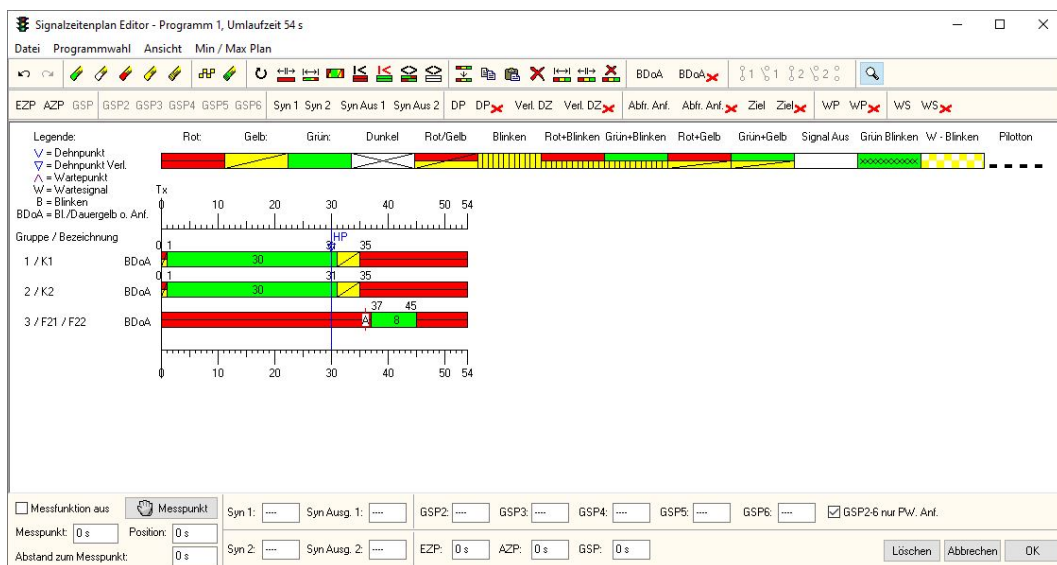 Signalzeitenplan Editor - Programm 1, Umlaufzeit 54 s
Datei Programmwahl Ansicht Min / Max Plan
BDoA BDoA 1 1 2 2
EZP AZP GSP GSP2 GSP3 GSP4 GSP5 GSP6 Syn 1 Syn 2 Syn Aus 1 Syn Aus 2 DP DP Verl. DZ Verl. DZ Abfr. Anf. Abfr. Anf. Ziel Ziel WP WP WS WS
Legende: Rot: Gelb: Grün: Dunkel Rot/Gelb Blinken Rot+Blinken Grün+Blinken Rot+Gelb Grün+Gelb Signal Aus Grün Blinken W - Blinken Pilotton
V = Dehnpunkt
V = Dehnpunkt Verl.
Λ = Wartepunkt
W = Wartesignal
B = Blinken
BDoA = Bl./Dauergelb o. Anf.
Tx
0 10 20 30 40 50 54
Gruppe / Bezeichnung
HP
0 1 31 35
1 / K1 BDoA 30
0 1 31 35
2 / K2 BDoA 30
37 45
3 / F21 / F22 BDoA A 8
0 10 20 30 40 50 54
Messfunktion aus Messpunkt
Messpunkt: 0 s Position: 0 s
Abstand zum Messpunkt: 0 s
Syn 1: ---- Syn Ausg. 1: ---- GSP2: ---- GSP3: ---- GSP4: ---- GSP5: ---- GSP6: ---- GSP2-6 nur PW. Anf.
Syn 2: ---- Syn Ausg. 2: ---- EZP: 0 s AZP: 0 s GSP: 0 s
Löschen Abbrechen OK